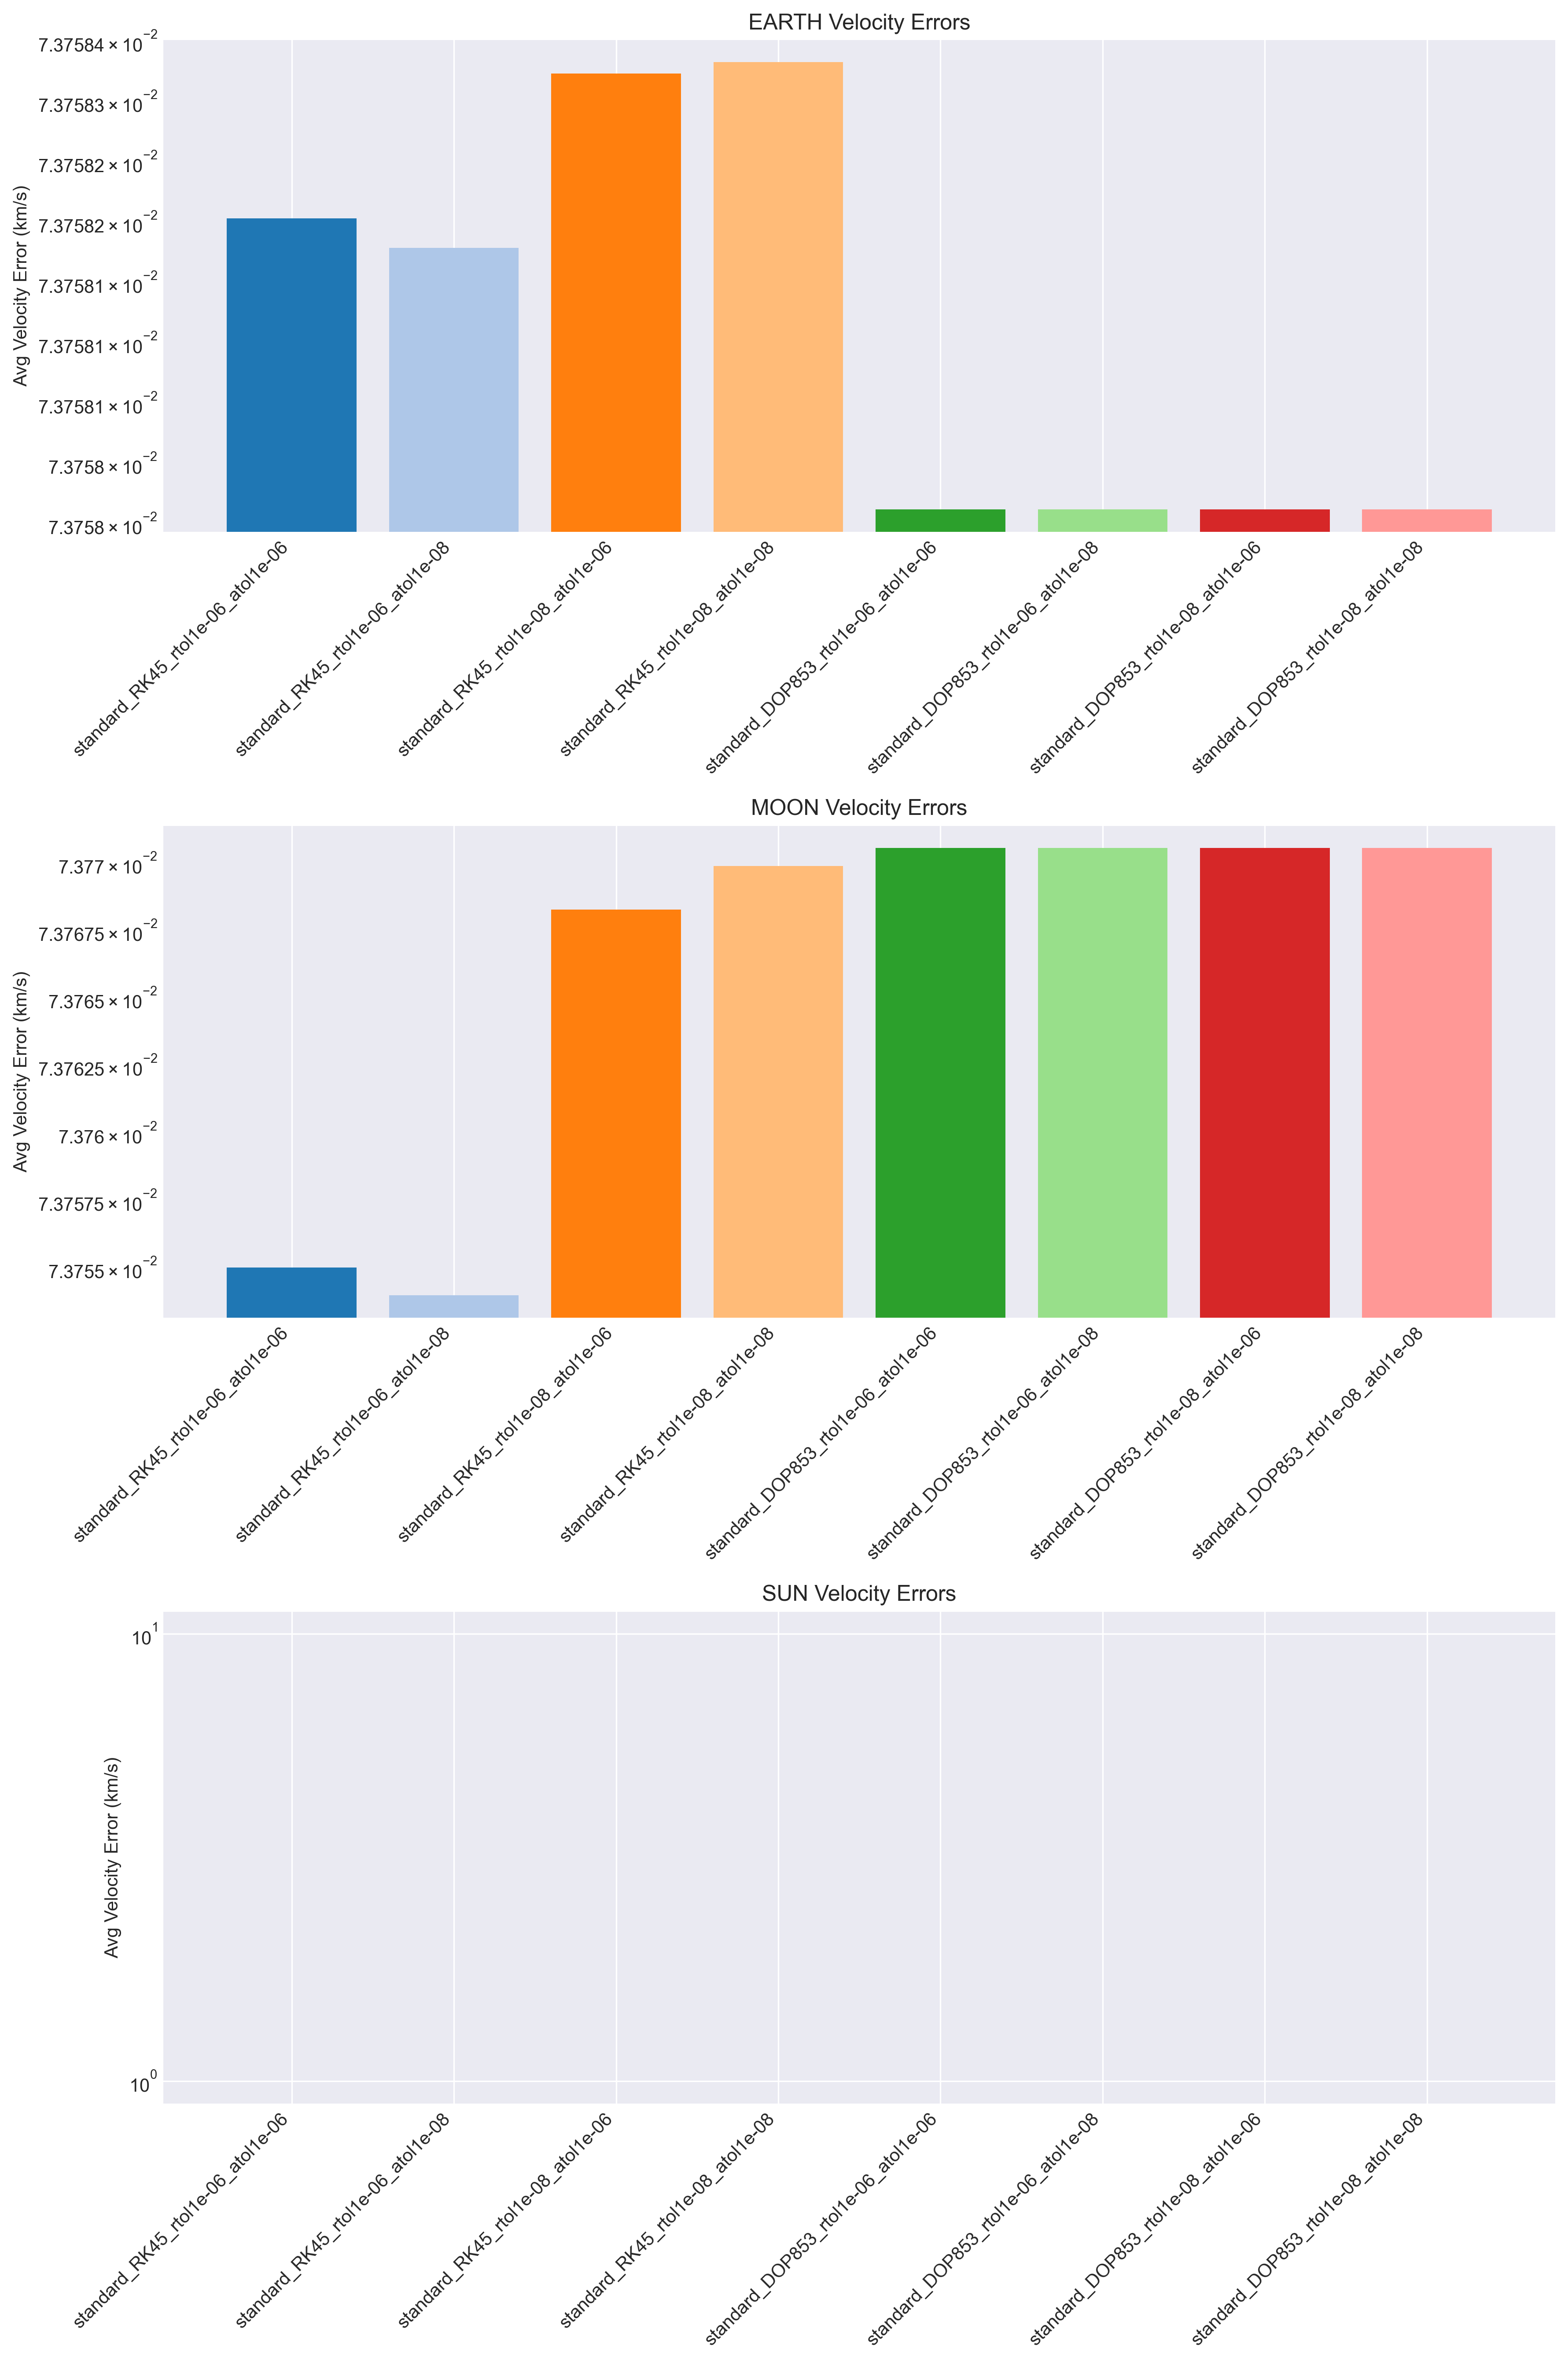 EARTH Velocity Errors
Avg Velocity Error (km/s)
7.37584 × 10⁻²
7.37583 × 10⁻²
7.37582 × 10⁻²
7.37582 × 10⁻²
7.37581 × 10⁻²
7.37581 × 10⁻²
7.37581 × 10⁻²
7.3758 × 10⁻²
7.3758 × 10⁻²
standard_RK45_rtol1e-06_atol1e-06
standard_RK45_rtol1e-06_atol1e-08
standard_RK45_rtol1e-08_atol1e-06
standard_RK45_rtol1e-08_atol1e-08
standard_DOP853_rtol1e-06_atol1e-06
standard_DOP853_rtol1e-06_atol1e-08
standard_DOP853_rtol1e-08_atol1e-06
standard_DOP853_rtol1e-08_atol1e-08
MOON Velocity Errors
Avg Velocity Error (km/s)
7.377 × 10⁻²
7.37675 × 10⁻²
7.3765 × 10⁻²
7.37625 × 10⁻²
7.376 × 10⁻²
7.37575 × 10⁻²
7.3755 × 10⁻²
standard_RK45_rtol1e-06_atol1e-06
standard_RK45_rtol1e-06_atol1e-08
standard_RK45_rtol1e-08_atol1e-06
standard_RK45_rtol1e-08_atol1e-08
standard_DOP853_rtol1e-06_atol1e-06
standard_DOP853_rtol1e-06_atol1e-08
standard_DOP853_rtol1e-08_atol1e-06
standard_DOP853_rtol1e-08_atol1e-08
SUN Velocity Errors
Avg Velocity Error (km/s)
10¹
10⁰
standard_RK45_rtol1e-06_atol1e-06
standard_RK45_rtol1e-06_atol1e-08
standard_RK45_rtol1e-08_atol1e-06
standard_RK45_rtol1e-08_atol1e-08
standard_DOP853_rtol1e-06_atol1e-06
standard_DOP853_rtol1e-06_atol1e-08
standard_DOP853_rtol1e-08_atol1e-06
standard_DOP853_rtol1e-08_atol1e-08